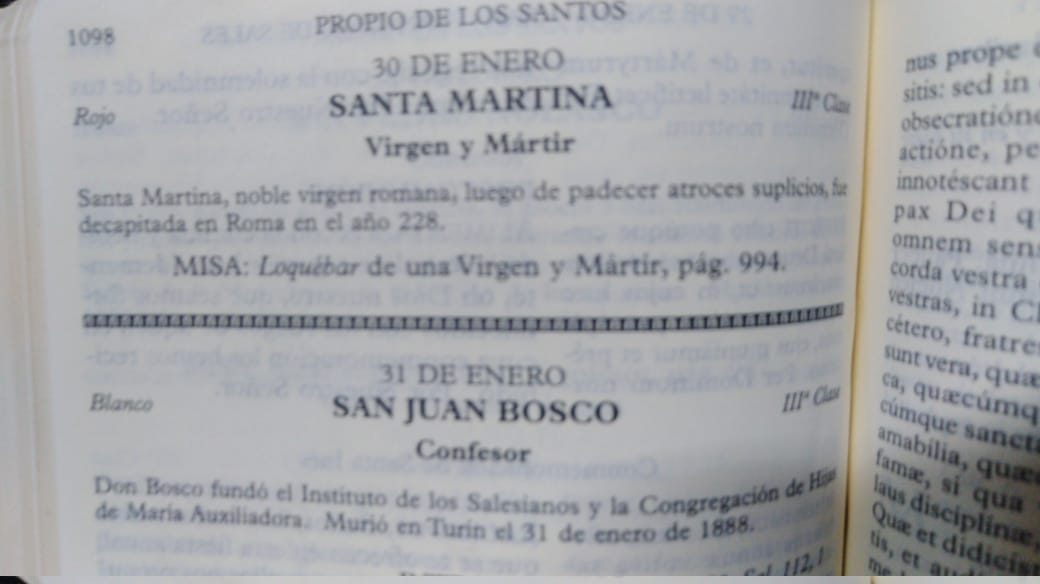 1098
PROPIO DE LOS SANTOS
30 DE ENERO
Rojo SANTA MARTINA IIIª Clase
Virgen y Mártir
Santa Martina, noble virgen romana, luego de padecer atroces suplicios, fue
decapitada en Roma en el año 228.
MISA: Loquébar de una Virgen y Mártir, pág. 994.
31 DE ENERO
Blanco SAN JUAN BOSCO IIIª Clase
Confesor
Don Bosco fundó el Instituto de los Salesianos y la Congregación de Hijas
de María Auxiliadora. Murió en Turín el 31 de enero de 1888.
nus prope
sitis: sed in
obsecratióne
actióne, pe
innotéscant
pax Dei q
omnem sens
corda vestra
vestras, in C
cétero, fratre
sunt vera, quæ
ca, quæcúmq
cúmque sancta
amabília, quæ
famæ, si qua
laus disciplínæ,
Quæ et didicís
tis, et au